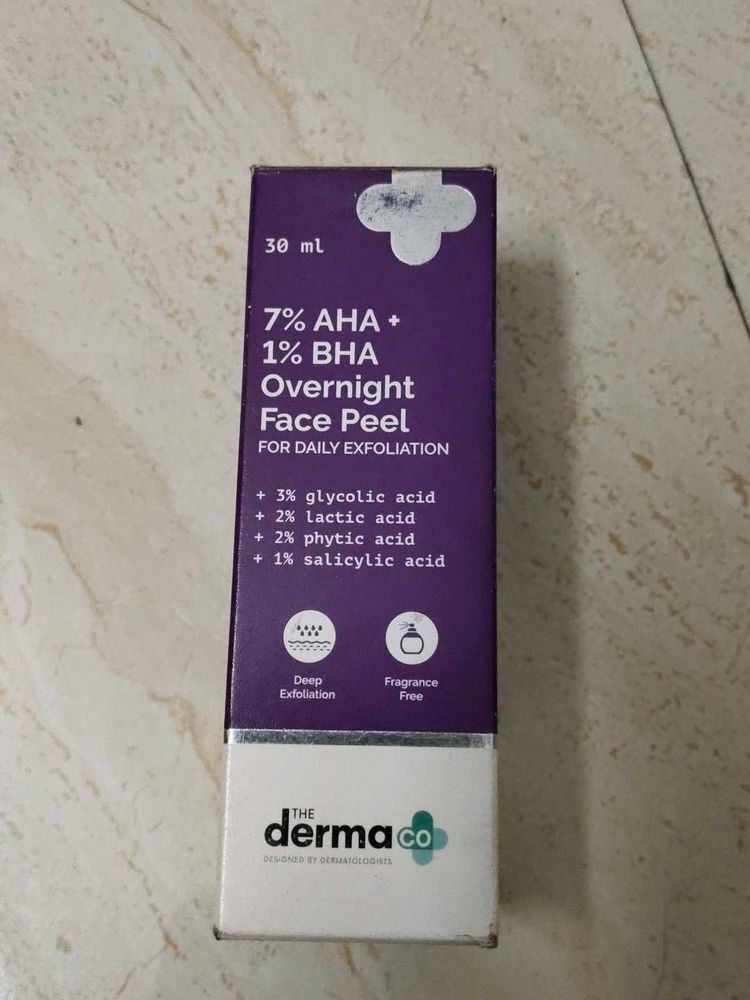 30 ml
7% AHA +
1% BHA
Overnight
Face Peel
FOR DAILY EXFOLIATION
+ 3% glycolic acid
+ 2% lactic acid
+ 2% phytic acid
+ 1% salicylic acid
Deep
Exfoliation
Fragrance
Free
THE
derma co
DESIGNED BY DERMATOLOGISTS